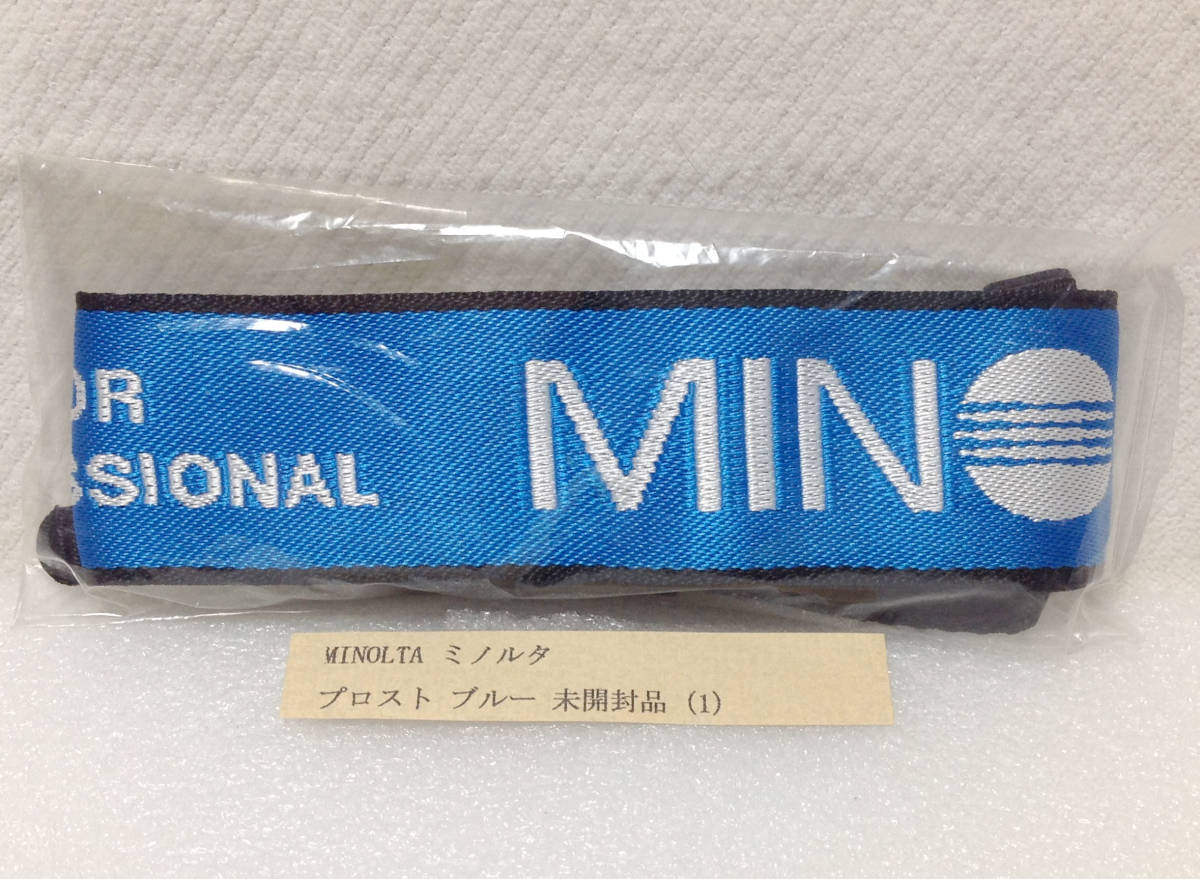 OR
SSIONAL
MINO
MINOLTA ミノルタ
プロスト ブルー 未開封品 (1)